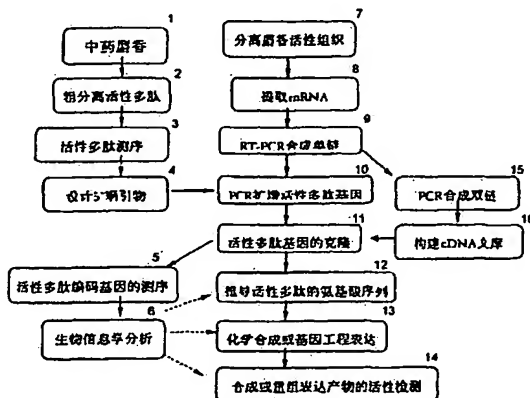 1
中药麝香
2
粗分离活性多肽
3
活性多肽测序
4
设计5'端引物
7
分离麝香活性组织
8
提取mRNA
9
RT-PCR合成单链
10
PCR扩增活性多肽基因
15
PCR合成双链
16
构建cDNA文库
11
活性多肽基因的克隆
5
活性多肽编码基因的测序
6
生物信息学分析
12
推导活性多肽的氨基酸序列
13
化学合成或基因工程表达
14
合成或重组表达产物的活性检测